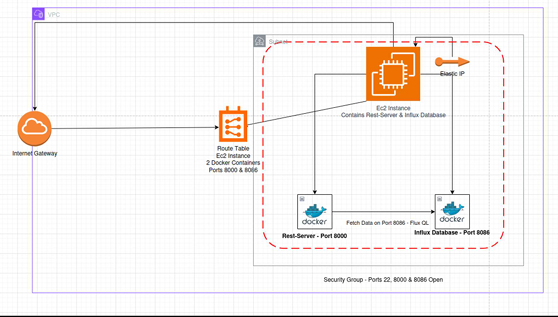 VPC
Subnet
Elastic IP
Ec2 Instance
Contains Rest-Server & Influx Database
Internet Gateway
Route Table
Ec2 Instance
2 Docker Containers
Ports 8000 & 8086
docker
docker
Fetch Data on Port 8086 - Flux QL
Rest-Server - Port 8000
Influx Database - Port 8086
Security Group - Ports 22, 8000 & 8086 Open